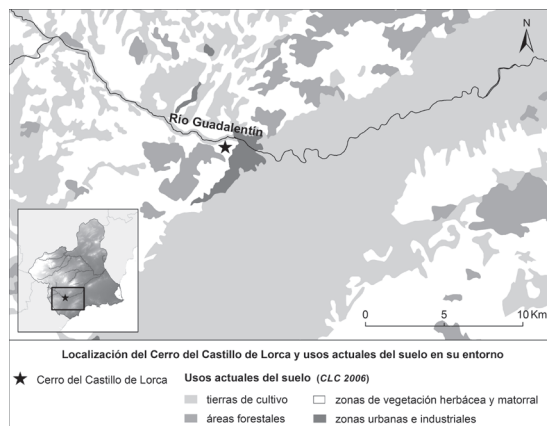 N
Río Guadalentín
0 5 10 Km
Localización del Cerro del Castillo de Lorca y usos actuales del suelo en su entorno
Cerro del Castillo de Lorca
Usos actuales del suelo (CLC 2006)
tierras de cultivo
zonas de vegetación herbácea y matorral
áreas forestales
zonas urbanas e industriales